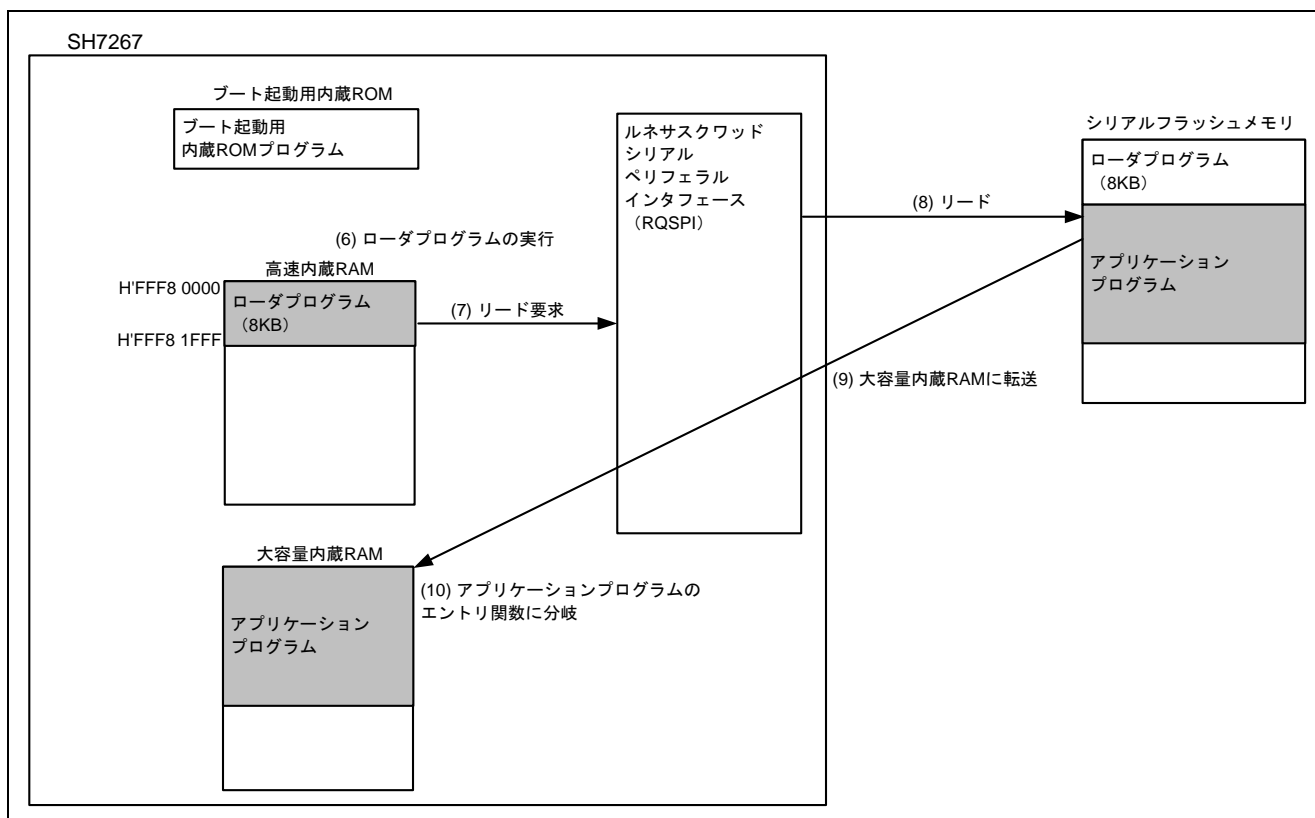 SH7267
ブート起動用内蔵ROM
ブート起動用
内蔵ROMプログラム
ルネサスクワッド
シリアル
ペリフェラル
インタフェース
（RQSPI）
シリアルフラッシュメモリ
ローダプログラム
（8KB）
(8) リード
アプリケーション
プログラム
(6) ローダプログラムの実行
高速内蔵RAM
H'FFF8 0000
ローダプログラム
（8KB）
H'FFF8 1FFF
(7) リード要求
(9) 大容量内蔵RAMに転送
大容量内蔵RAM
(10) アプリケーションプログラムの
エントリ関数に分岐
アプリケーション
プログラム